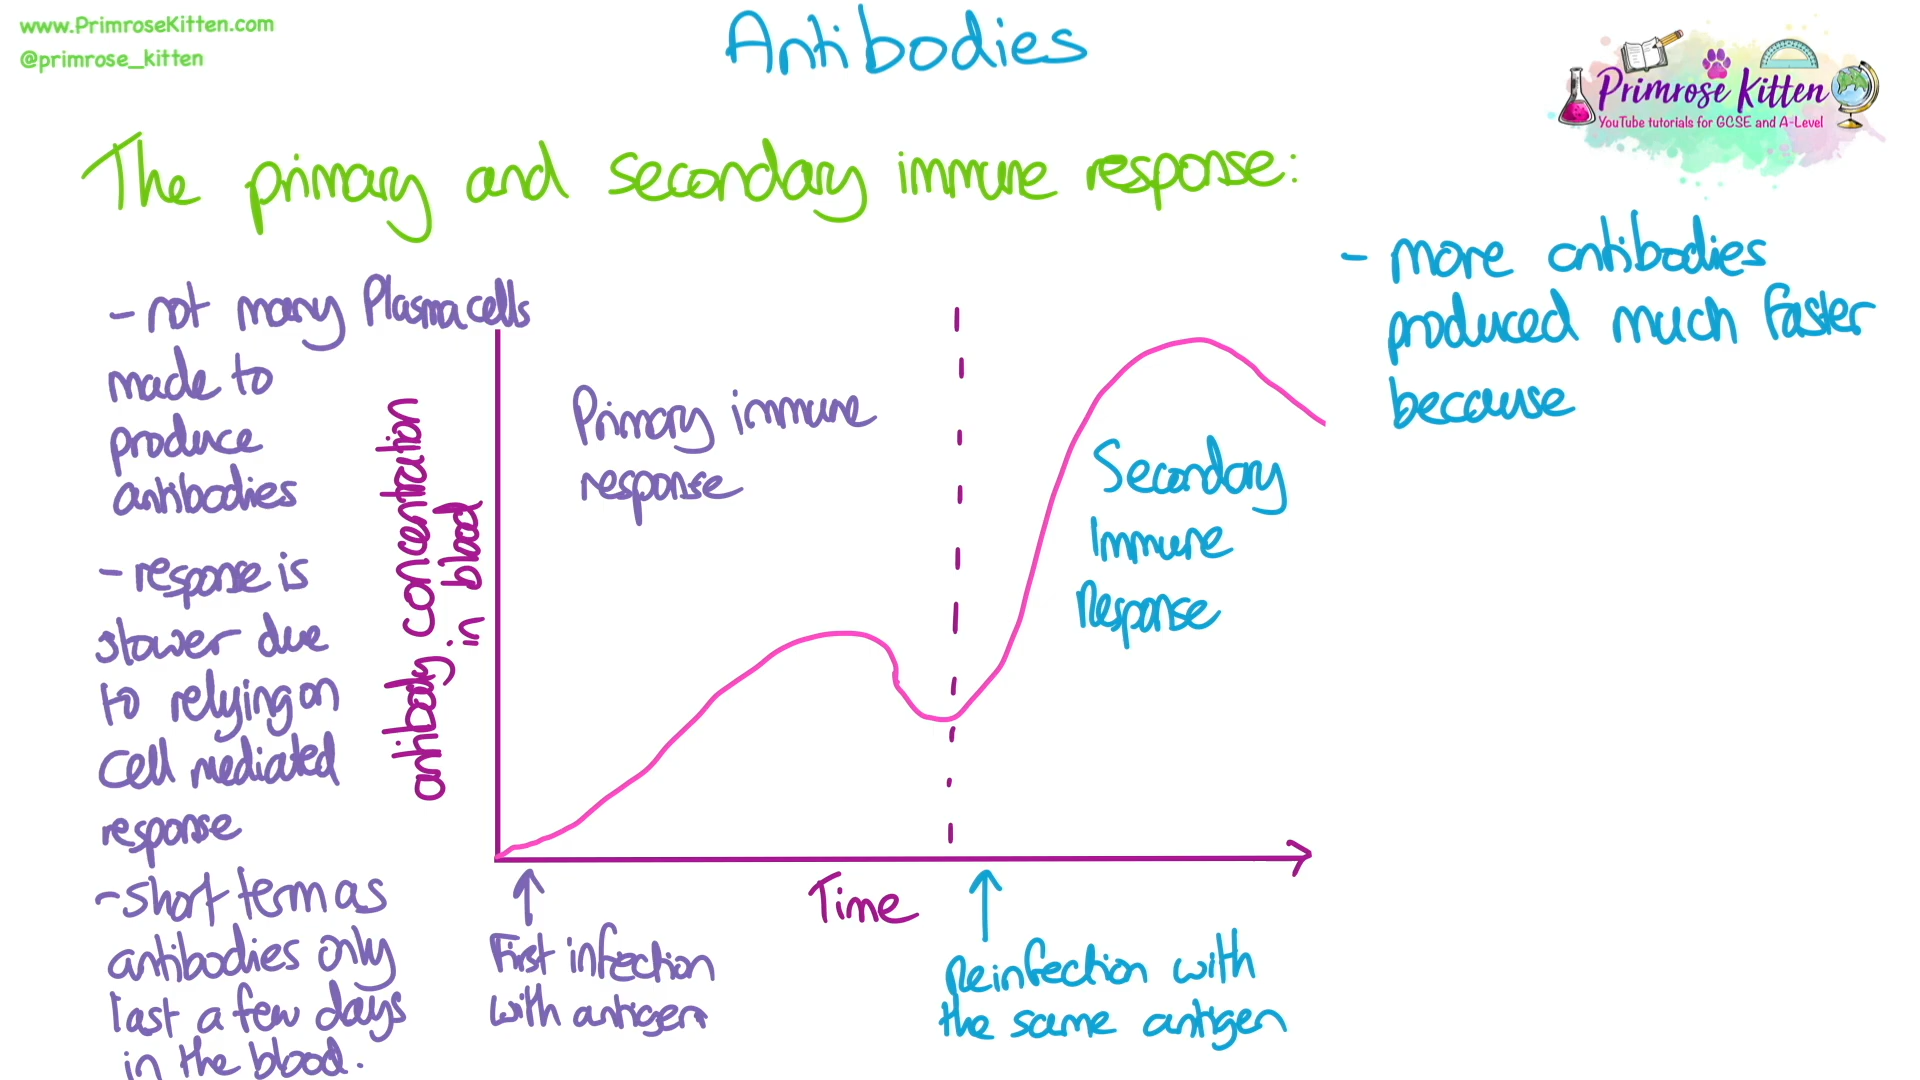 www.PrimroseKitten.com
@primrose_kitten
Antibodies
Primrose Kitten
YouTube tutorials for GCSE and A-Level
The primary and secondary immune response:
- not many Plasma cells
made to
produce
antibodies
- response is
slower due
to relying on
cell mediated
response
- short term as
antibodies only
last a few days
in the blood.
antibody concentration
in blood
Primary immune
response
Secondary
Immune
Response
Time
First infection
with antigen
Reinfection with
the same antigen
- more antibodies
produced much faster
because